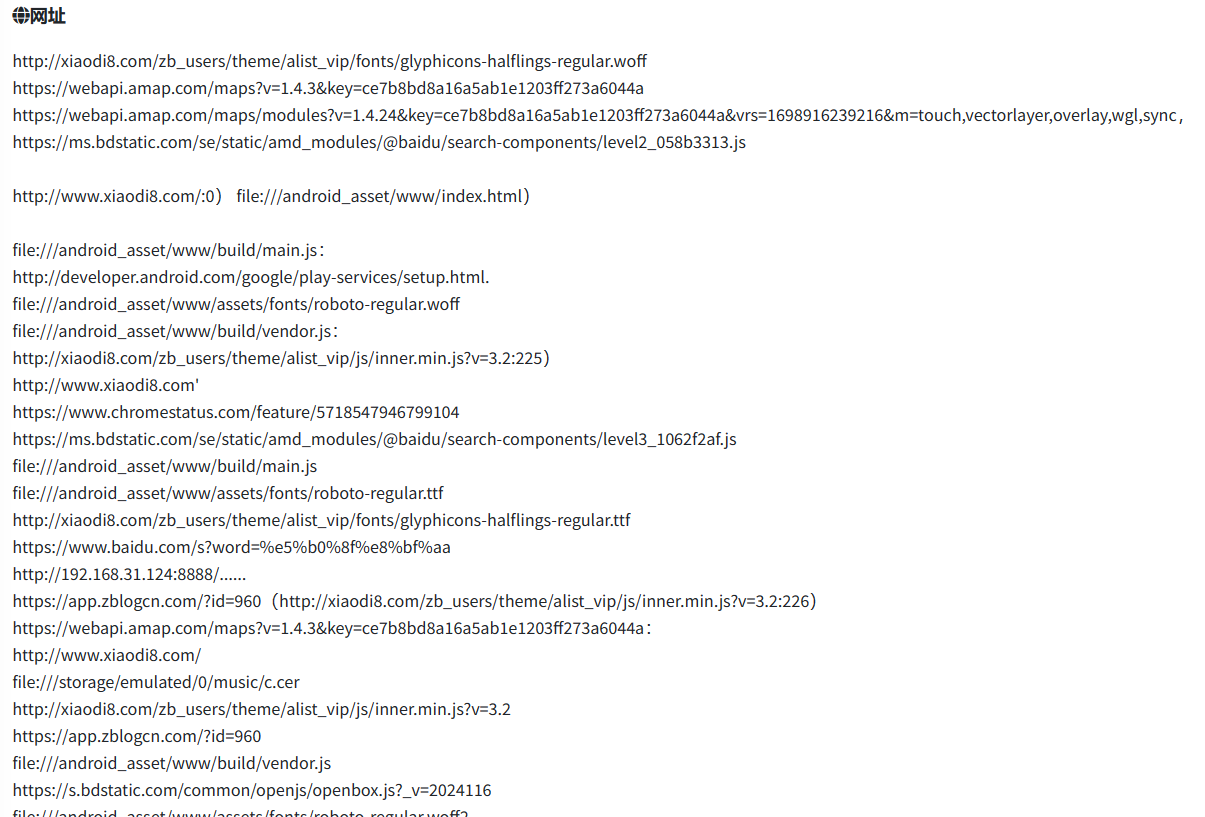 网址
http://xiaodi8.com/zb_users/theme/alist_vip/fonts/glyphicons-halflings-regular.woff
https://webapi.amap.com/maps?v=1.4.3&key=ce7b8bd8a16a5ab1e1203ff273a6044a
https://webapi.amap.com/maps/modules?v=1.4.24&key=ce7b8bd8a16a5ab1e1203ff273a6044a&vrs=1698916239216&m=touch,vectorlayer,overlay,wgl,sync，
https://ms.bdstatic.com/se/static/amd_modules/@baidu/search-components/level2_058b3313.js
http://www.xiaodi8.com/:0） file:///android_asset/www/index.html）
file:///android_asset/www/build/main.js：
http://developer.android.com/google/play-services/setup.html.
file:///android_asset/www/assets/fonts/roboto-regular.woff
file:///android_asset/www/build/vendor.js：
http://xiaodi8.com/zb_users/theme/alist_vip/js/inner.min.js?v=3.2:225）
http://www.xiaodi8.com'
https://www.chromestatus.com/feature/5718547946799104
https://ms.bdstatic.com/se/static/amd_modules/@baidu/search-components/level3_1062f2af.js
file:///android_asset/www/build/main.js
file:///android_asset/www/assets/fonts/roboto-regular.ttf
http://xiaodi8.com/zb_users/theme/alist_vip/fonts/glyphicons-halflings-regular.ttf
https://www.baidu.com/s?word=%e5%b0%8f%e8%bf%aa
http://192.168.31.124:8888/......
https://app.zblogcn.com/?id=960（http://xiaodi8.com/zb_users/theme/alist_vip/js/inner.min.js?v=3.2:226）
https://webapi.amap.com/maps?v=1.4.3&key=ce7b8bd8a16a5ab1e1203ff273a6044a：
http://www.xiaodi8.com/
file:///storage/emulated/0/music/c.cer
http://xiaodi8.com/zb_users/theme/alist_vip/js/inner.min.js?v=3.2
https://app.zblogcn.com/?id=960
file:///android_asset/www/build/vendor.js
https://s.bdstatic.com/common/openjs/openbox.js?_v=2024116
file:///android_asset/www/assets/fonts/roboto-regular.woff2